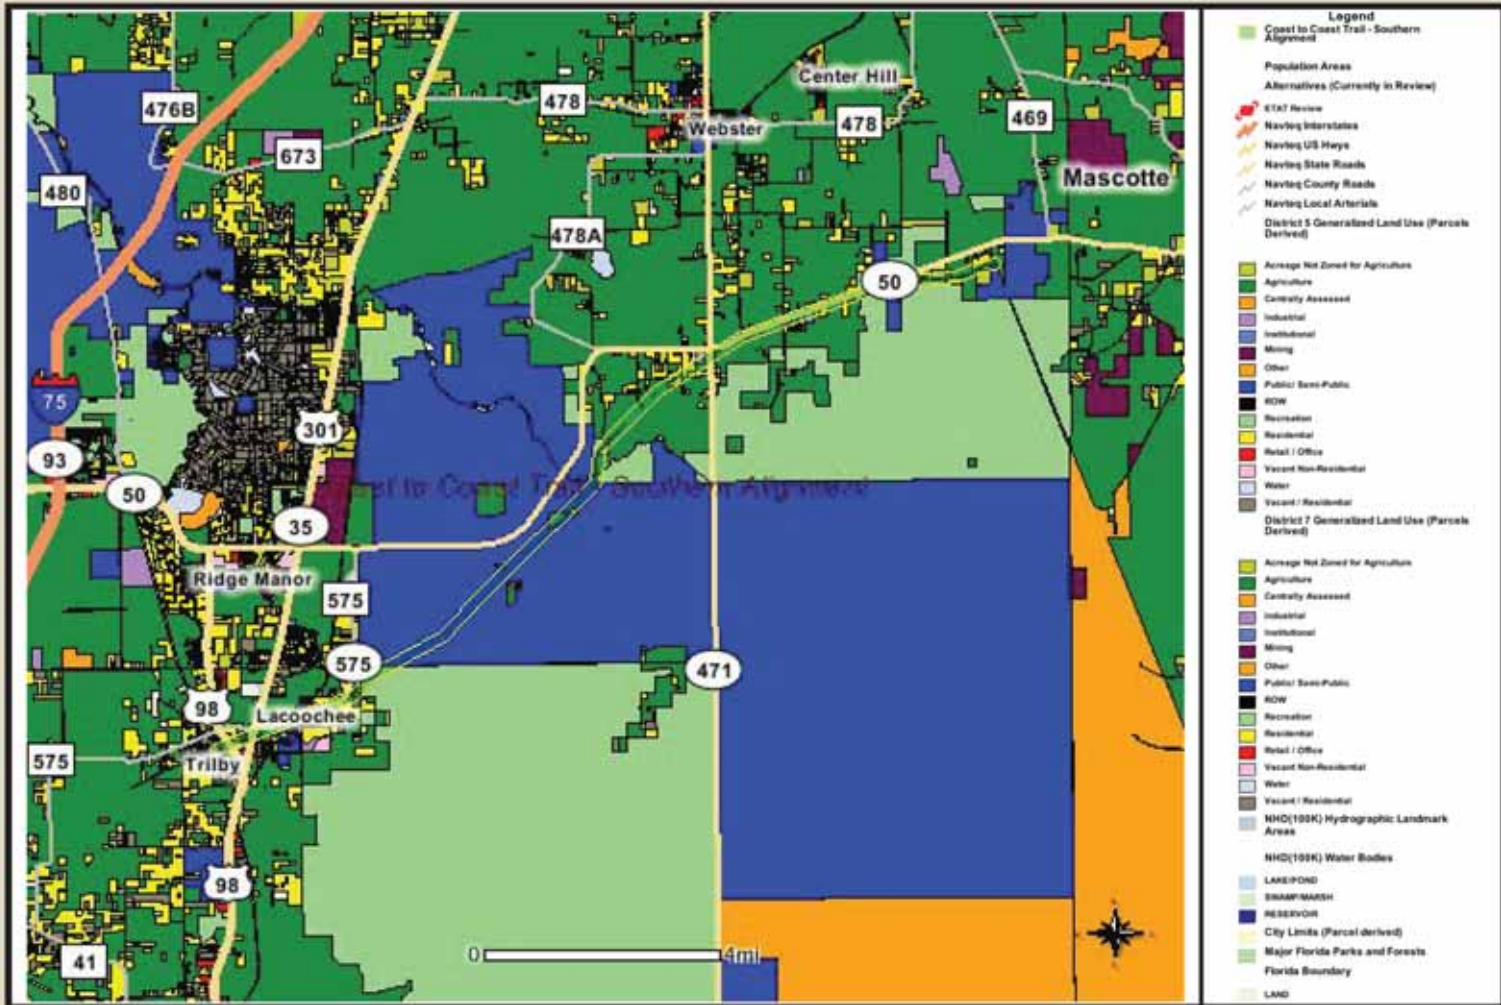 476B
478
Center Hill
478
469
Webster
673
480
Mascotte
478A
50
75
301
93
50
35
Coast to Coast Trail - Southern Alignment
Ridge Manor
575
575
471
98
Lacoochee
575
Trilby
98
41
0
4mi
Legend
Coast to Coast Trail - Southern
Alignment
Population Areas
Alternatives (Currently in Review)
ETAT Review
Navteq Interstates
Navteq US Hwys
Navteq State Roads
Navteq County Roads
Navteq Local Arterials
District 5 Generalized Land Use (Parcels
Derived)
Acreage Not Zoned for Agriculture
Agriculture
Centrally Assessed
Industrial
Institutional
Mining
Other
Public/ Semi-Public
ROW
Recreation
Residential
Retail / Office
Vacant Non-Residential
Water
Vacant / Residential
District 7 Generalized Land Use (Parcels
Derived)
Acreage Not Zoned for Agriculture
Agriculture
Centrally Assessed
Industrial
Institutional
Mining
Other
Public/ Semi-Public
ROW
Recreation
Residential
Retail / Office
Vacant Non-Residential
Water
Vacant / Residential
NHD(100K) Hydrographic Landmark
Areas
NHD(100K) Water Bodies
LAKE/POND
SWAMP/MARSH
RESERVOIR
City Limits (Parcel derived)
Major Florida Parks and Forests
Florida Boundary
LAND